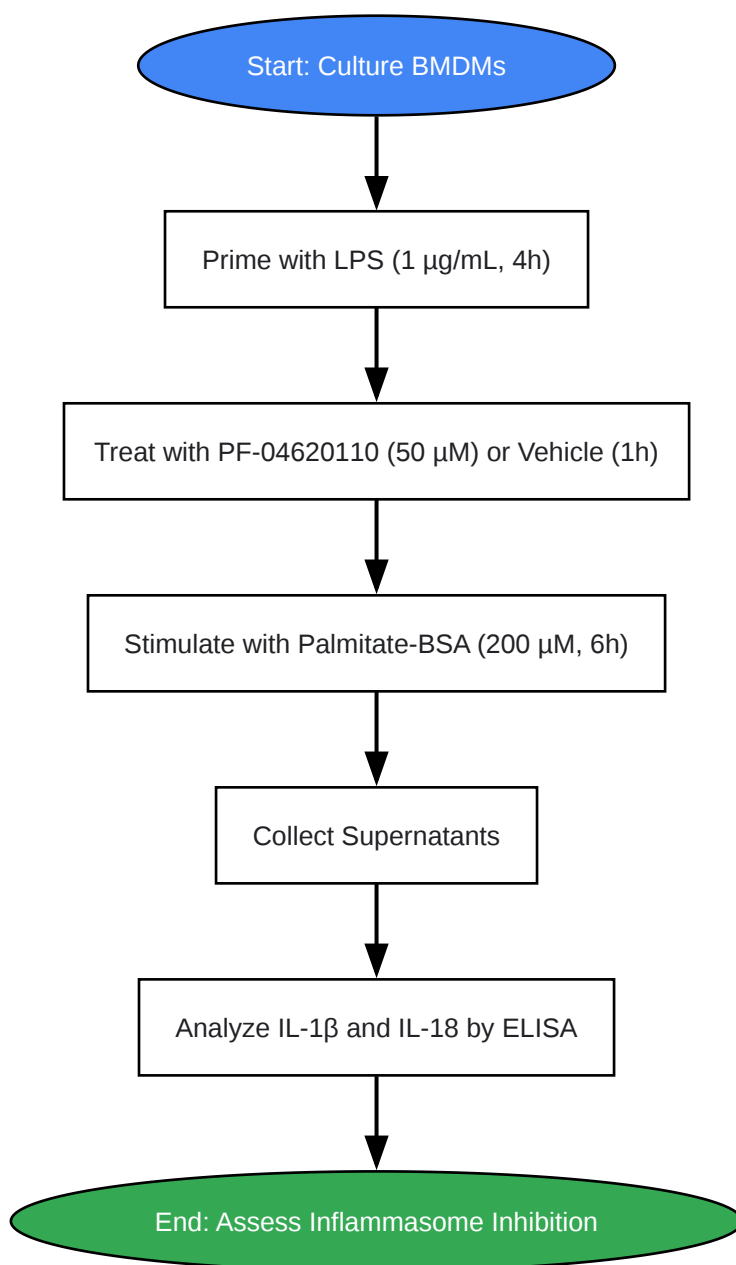 Start: Culture BMDMs
Prime with LPS (1 µg/mL, 4h)
Treat with PF-04620110 (50 µM) or Vehicle (1h)
Stimulate with Palmitate-BSA (200 µM, 6h)
Collect Supernatants
Analyze IL-1β and IL-18 by ELISA
End: Assess Inflammasome Inhibition